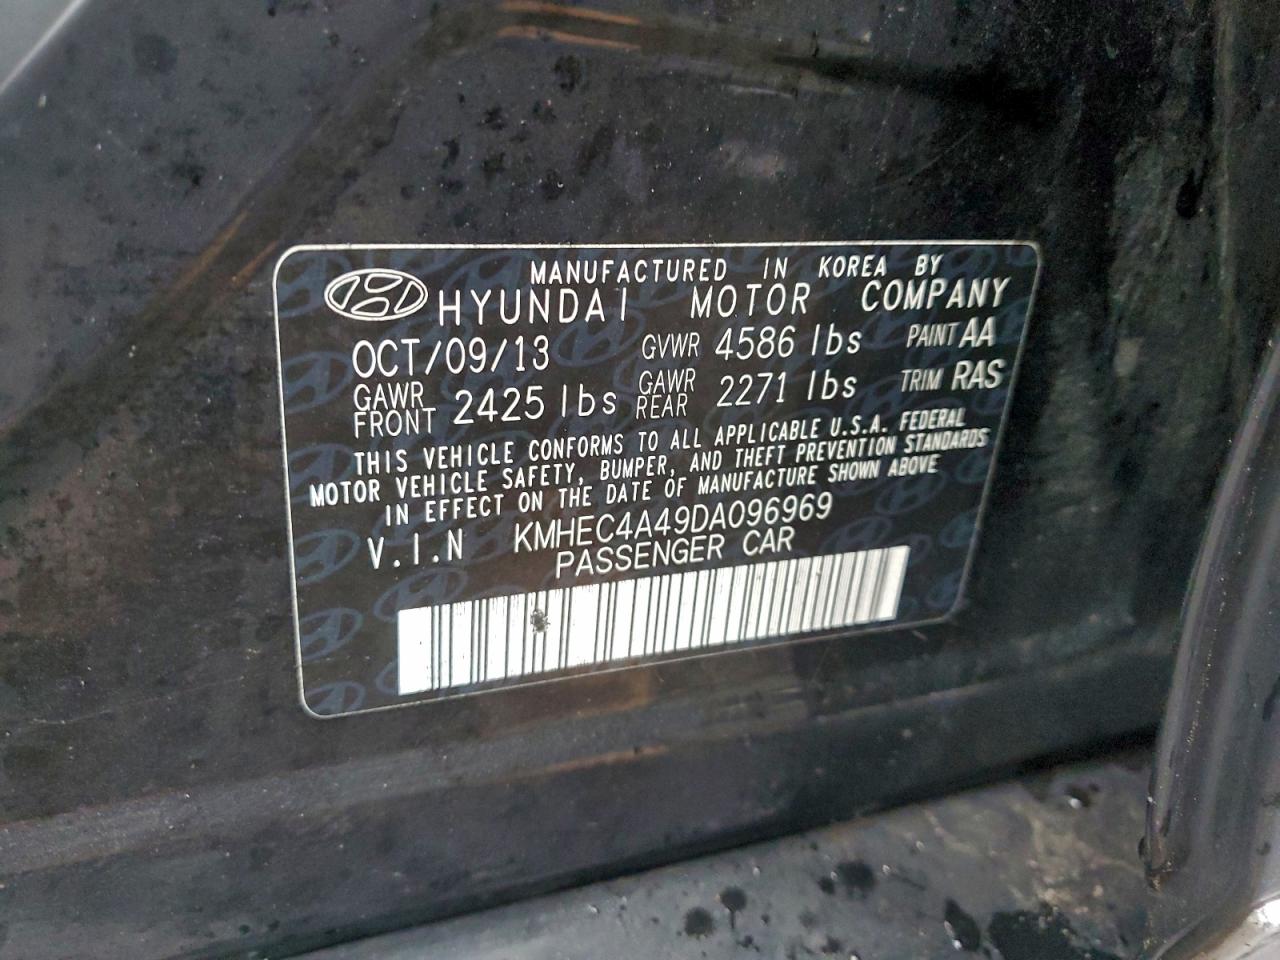 MANUFACTURED IN KOREA BY
HYUNDAI MOTOR COMPANY
OCT/09/13 GVWR 4586 lbs PAINT AA
GAWR FRONT 2425 lbs GAWR REAR 2271 lbs TRIM RAS
THIS VEHICLE CONFORMS TO ALL APPLICABLE U.S.A. FEDERAL
MOTOR VEHICLE SAFETY, BUMPER, AND THEFT PREVENTION STANDARDS
IN EFFECT ON THE DATE OF MANUFACTURE SHOWN ABOVE
V.I.N KMHEC4A49DA096969
PASSENGER CAR